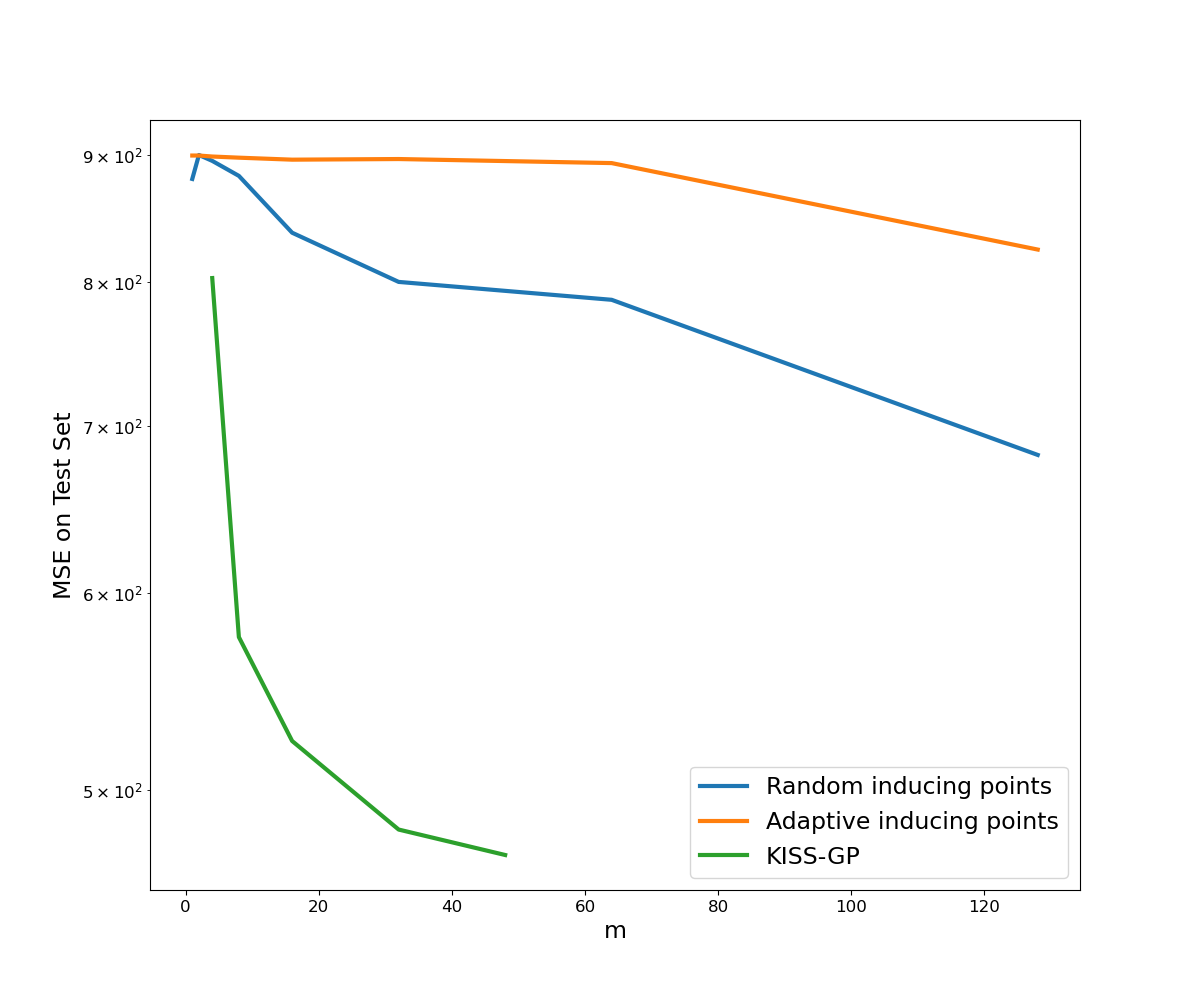 9 × 10²
8 × 10²
7 × 10²
6 × 10²
5 × 10²
MSE on Test Set
0 20 40 60 80 100 120
m
Random inducing points
Adaptive inducing points
KISS-GP